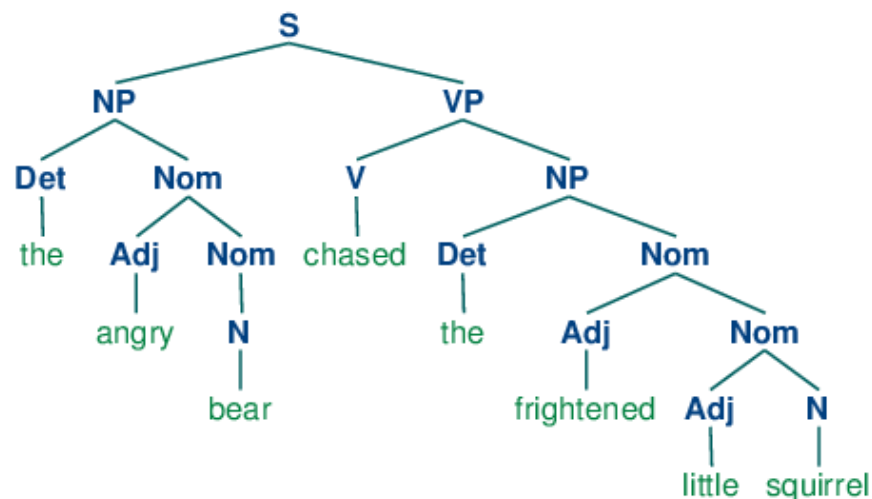 S
NP VP
Det Nom V NP
the Adj Nom chased Det Nom
angry N the Adj Nom
bear frightened Adj N
little squirrel